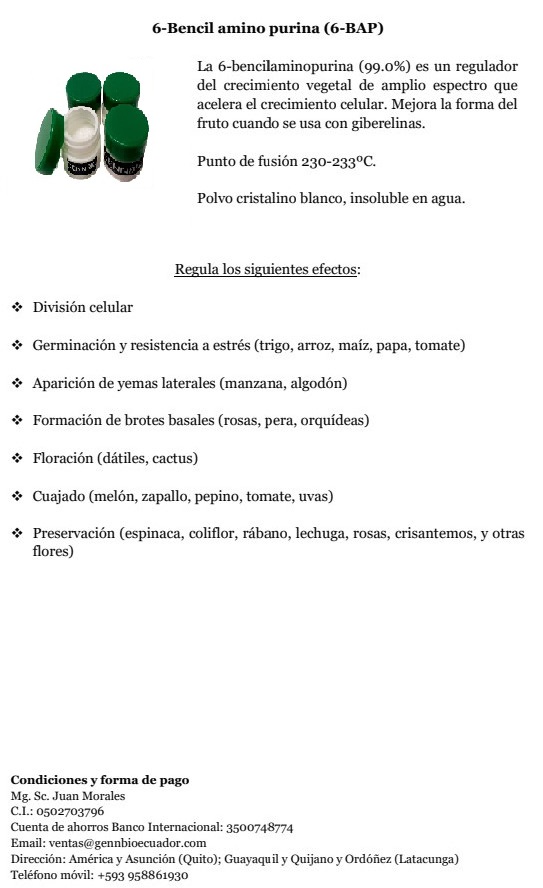 6-Bencil amino purina (6-BAP)
La 6-bencilaminopurina (99.0%) es un regulador
del crecimiento vegetal de amplio espectro que
acelera el crecimiento celular. Mejora la forma del
fruto cuando se usa con giberelinas.
Punto de fusión 230-233ºC.
Polvo cristalino blanco, insoluble en agua.
Regula los siguientes efectos:
❖ División celular
❖ Germinación y resistencia a estrés (trigo, arroz, maíz, papa, tomate)
❖ Aparición de yemas laterales (manzana, algodón)
❖ Formación de brotes basales (rosas, pera, orquídeas)
❖ Floración (dátiles, cactus)
❖ Cuajado (melón, zapallo, pepino, tomate, uvas)
❖ Preservación (espinaca, coliflor, rábano, lechuga, rosas, crisantemos, y otras
flores)
Condiciones y forma de pago
Mg. Sc. Juan Morales
C.I.: 0502703796
Cuenta de ahorros Banco Internacional: 3500748774
Email: ventas@gennbioecuador.com
Dirección: América y Asunción (Quito); Guayaquil y Quijano y Ordóñez (Latacunga)
Teléfono móvil: +593 958861930